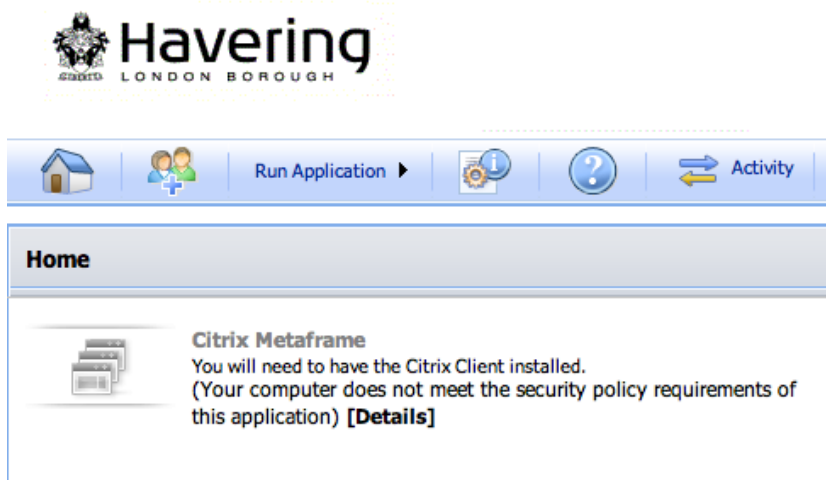 Havering
LONDON BOROUGH
Run Application
Activity
Home
Citrix Metaframe
You will need to have the Citrix Client installed.
(Your computer does not meet the security policy requirements of
this application) [Details]